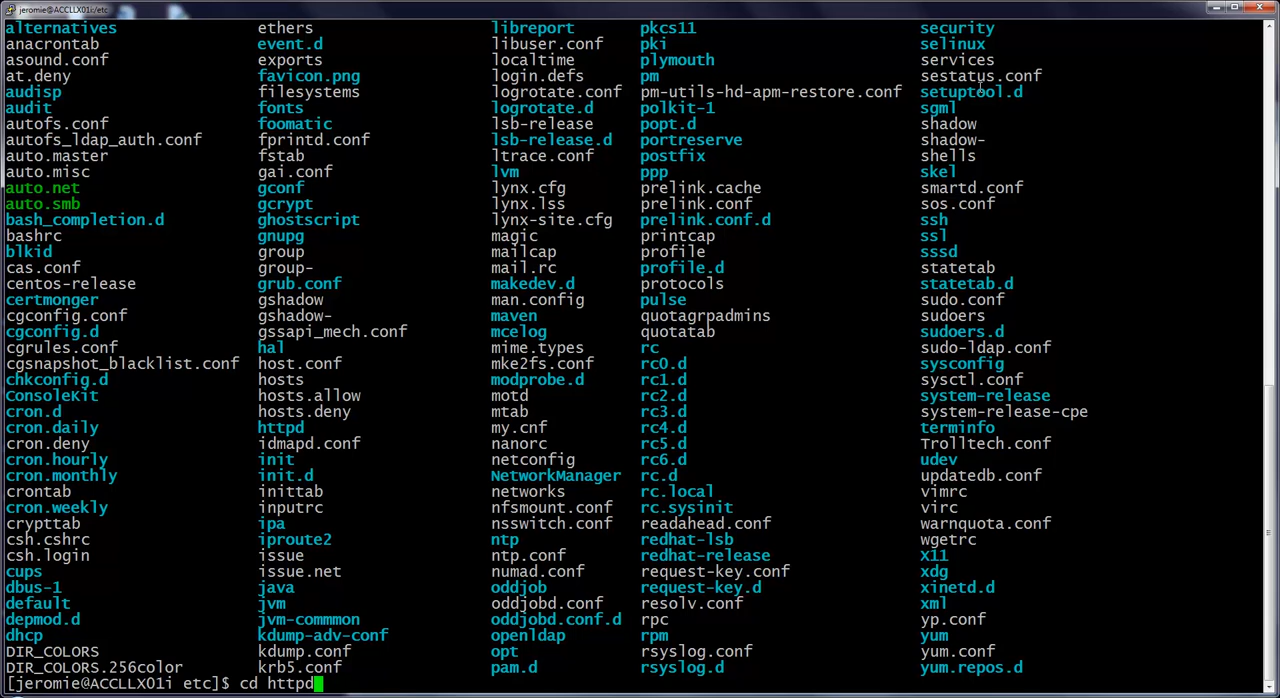 jeromie@ACCLLX01i:/etc
alternatives ethers libreport pkcs11 security
anacrontab event.d libuser.conf pki selinux
asound.conf exports localtime plymouth services
at.deny favicon.png login.defs pm sestatus.conf
audisp filesystems logrotate.conf pm-utils-hd-apm-restore.conf setuptool.d
audit fonts logrotate.d polkit-1 sgml
autofs.conf foomatic lsb-release popt.d shadow
autofs_ldap_auth.conf fprintd.conf lsb-release.d portreserve shadow-
auto.master fstab ltrace.conf postfix shells
auto.misc gai.conf lvm ppp skel
auto.net gconf lynx.cfg prelink.cache smartd.conf
auto.smb gcrypt lynx.lss prelink.conf sos.conf
bash_completion.d ghostscript lynx-site.cfg prelink.conf.d ssh
bashrc gnupg magic printcap ssl
blkid group mailcap profile sssd
cas.conf group- mail.rc profile.d statetab
centos-release grub.conf makedev.d protocols statetab.d
certmonger gshadow man.config pulse sudo.conf
cgconfig.conf gshadow- maven quotagrpadmins sudoers
cgconfig.d gssapi_mech.conf mcelog quotatab sudoers.d
cgrules.conf hal mime.types rc sudo-ldap.conf
cgsnapshot_blacklist.conf host.conf mke2fs.conf rc0.d sysconfig
chkconfig.d hosts modprobe.d rc1.d sysctl.conf
ConsoleKit hosts.allow motd rc2.d system-release
cron.d hosts.deny mtab rc3.d system-release-cpe
cron.daily httpd my.cnf rc4.d terminfo
cron.deny idmapd.conf nanorc rc5.d Trolltech.conf
cron.hourly init netconfig rc6.d udev
cron.monthly init.d NetworkManager rc.d updatedb.conf
crontab inittab networks rc.local vimrc
cron.weekly inputrc nfsmount.conf rc.sysinit virc
crypttab ipa nsswitch.conf readahead.conf warnquota.conf
csh.cshrc iproute2 ntp redhat-lsb wgetrc
csh.login issue ntp.conf redhat-release X11
cups issue.net numad.conf request-key.conf xdg
dbus-1 java oddjob request-key.d xinetd.d
default jvm oddjobd.conf resolv.conf xml
depmod.d jvm-commmon oddjobd.conf.d rpc yp.conf
dhcp kdump-adv-conf openldap rpm yum
DIR_COLORS kdump.conf opt rsyslog.conf yum.conf
DIR_COLORS.256color krb5.conf pam.d rsyslog.d yum.repos.d
[jeromie@ACCLLX01i etc]$ cd httpd